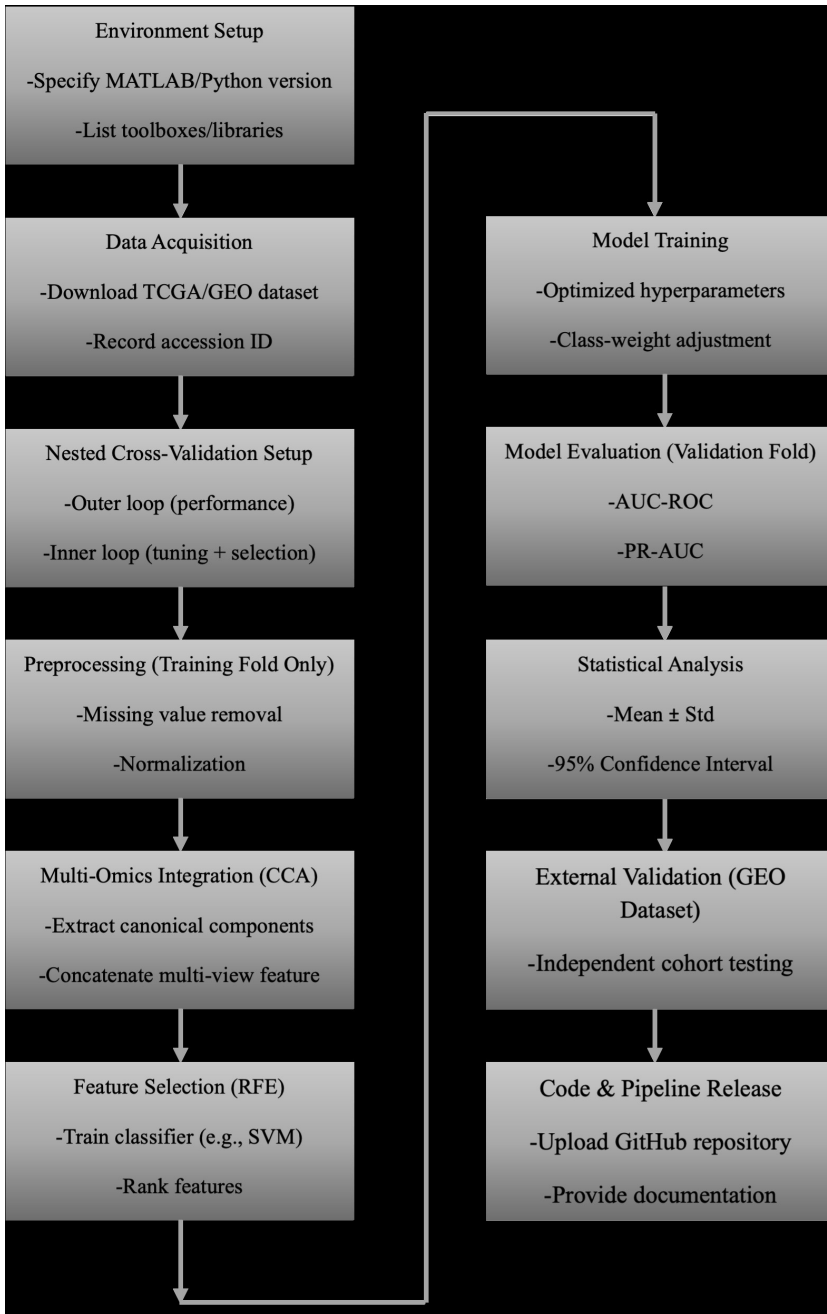 Environment Setup
-Specify MATLAB/Python version
-List toolboxes/libraries
Data Acquisition
-Download TCGA/GEO dataset
-Record accession ID
Nested Cross-Validation Setup
-Outer loop (performance)
-Inner loop (tuning + selection)
Preprocessing (Training Fold Only)
-Missing value removal
-Normalization
Multi-Omics Integration (CCA)
-Extract canonical components
-Concatenate multi-view feature
Feature Selection (RFE)
-Train classifier (e.g., SVM)
-Rank features
Model Training
-Optimized hyperparameters
-Class-weight adjustment
Model Evaluation (Validation Fold)
-AUC-ROC
-PR-AUC
Statistical Analysis
-Mean ± Std
-95% Confidence Interval
External Validation (GEO
Dataset)
-Independent cohort testing
Code & Pipeline Release
-Upload GitHub repository
-Provide documentation